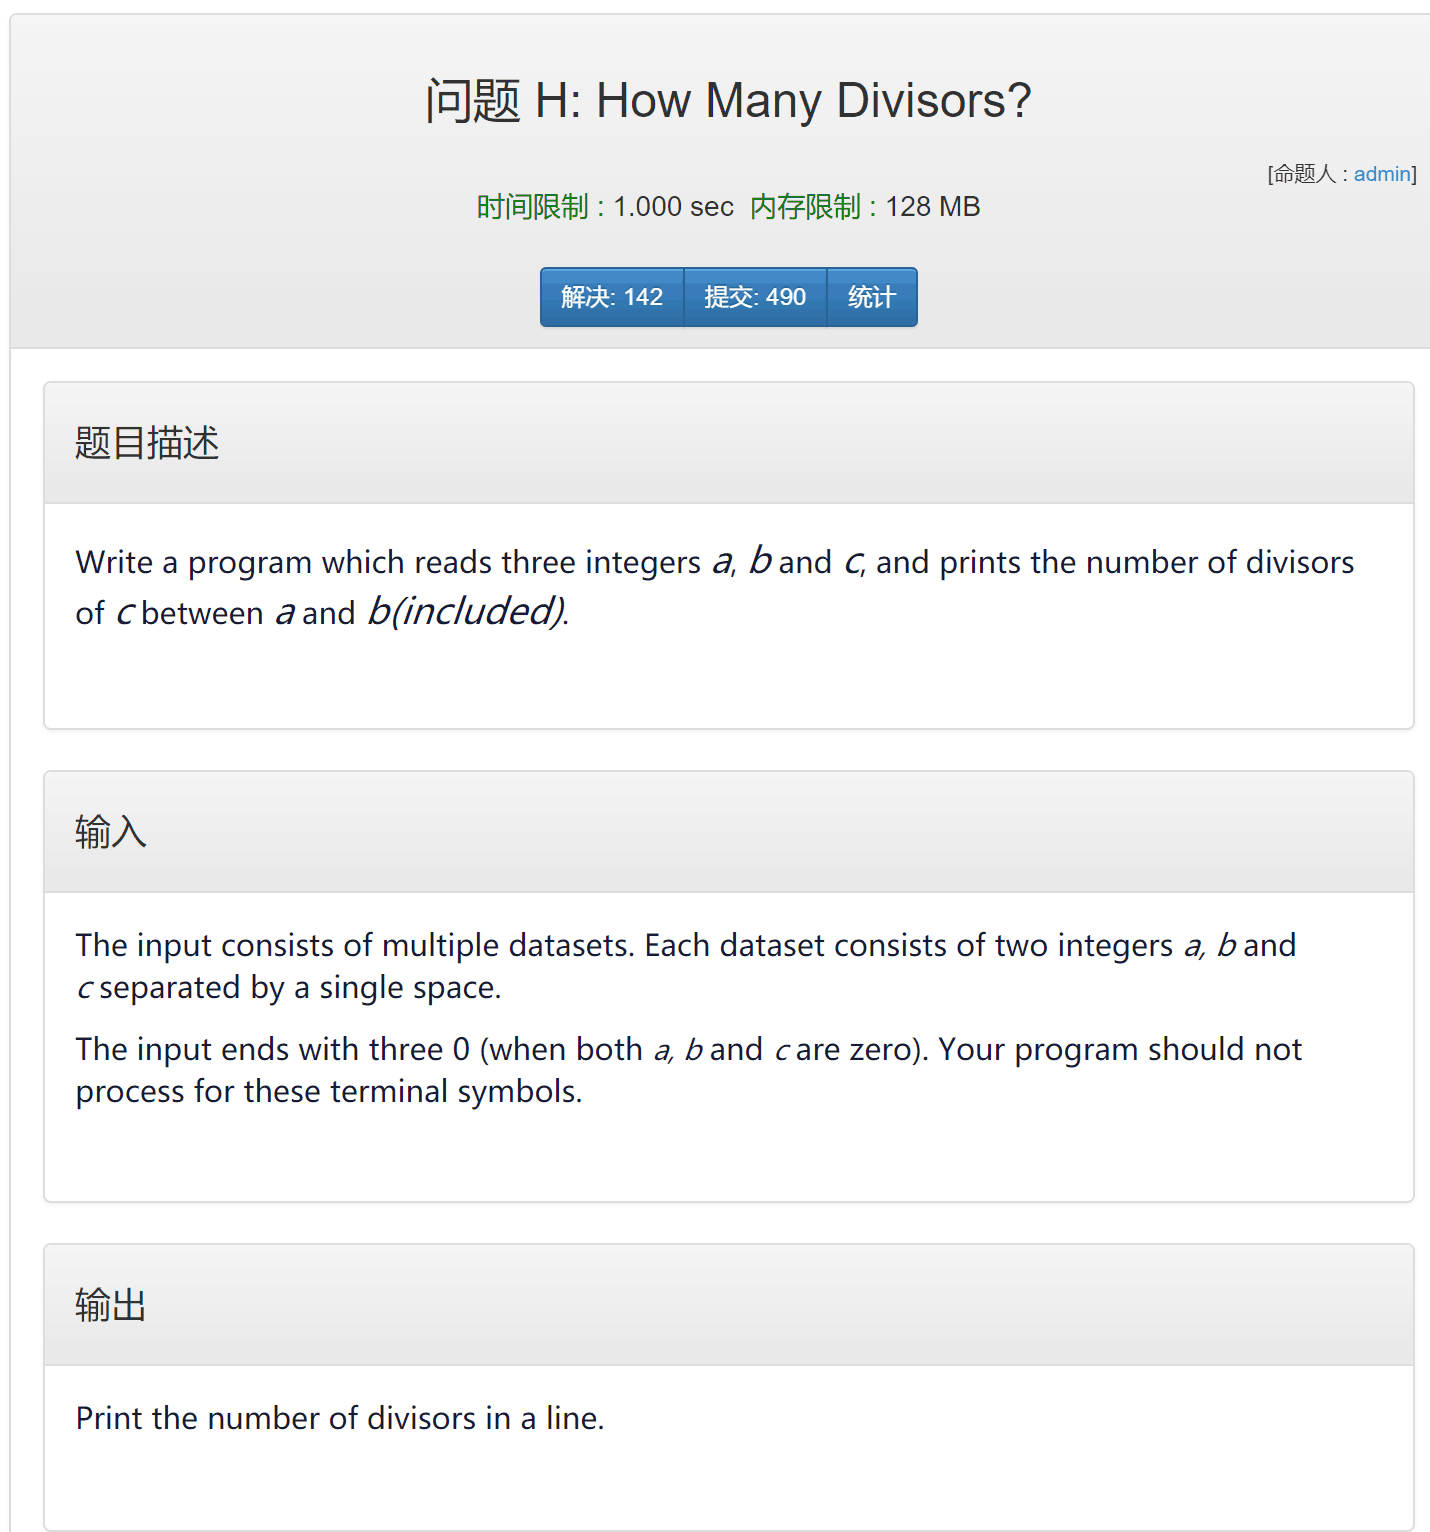 问题 H: How Many Divisors?
[命题人 : admin]
时间限制 : 1.000 sec 内存限制 : 128 MB
解决: 142 提交: 490 统计
题目描述
Write a program which reads three integers a, b and c, and prints the number of divisors
of c between a and b(included).
输入
The input consists of multiple datasets. Each dataset consists of two integers a, b and
c separated by a single space.
The input ends with three 0 (when both a, b and c are zero). Your program should not
process for these terminal symbols.
输出
Print the number of divisors in a line.